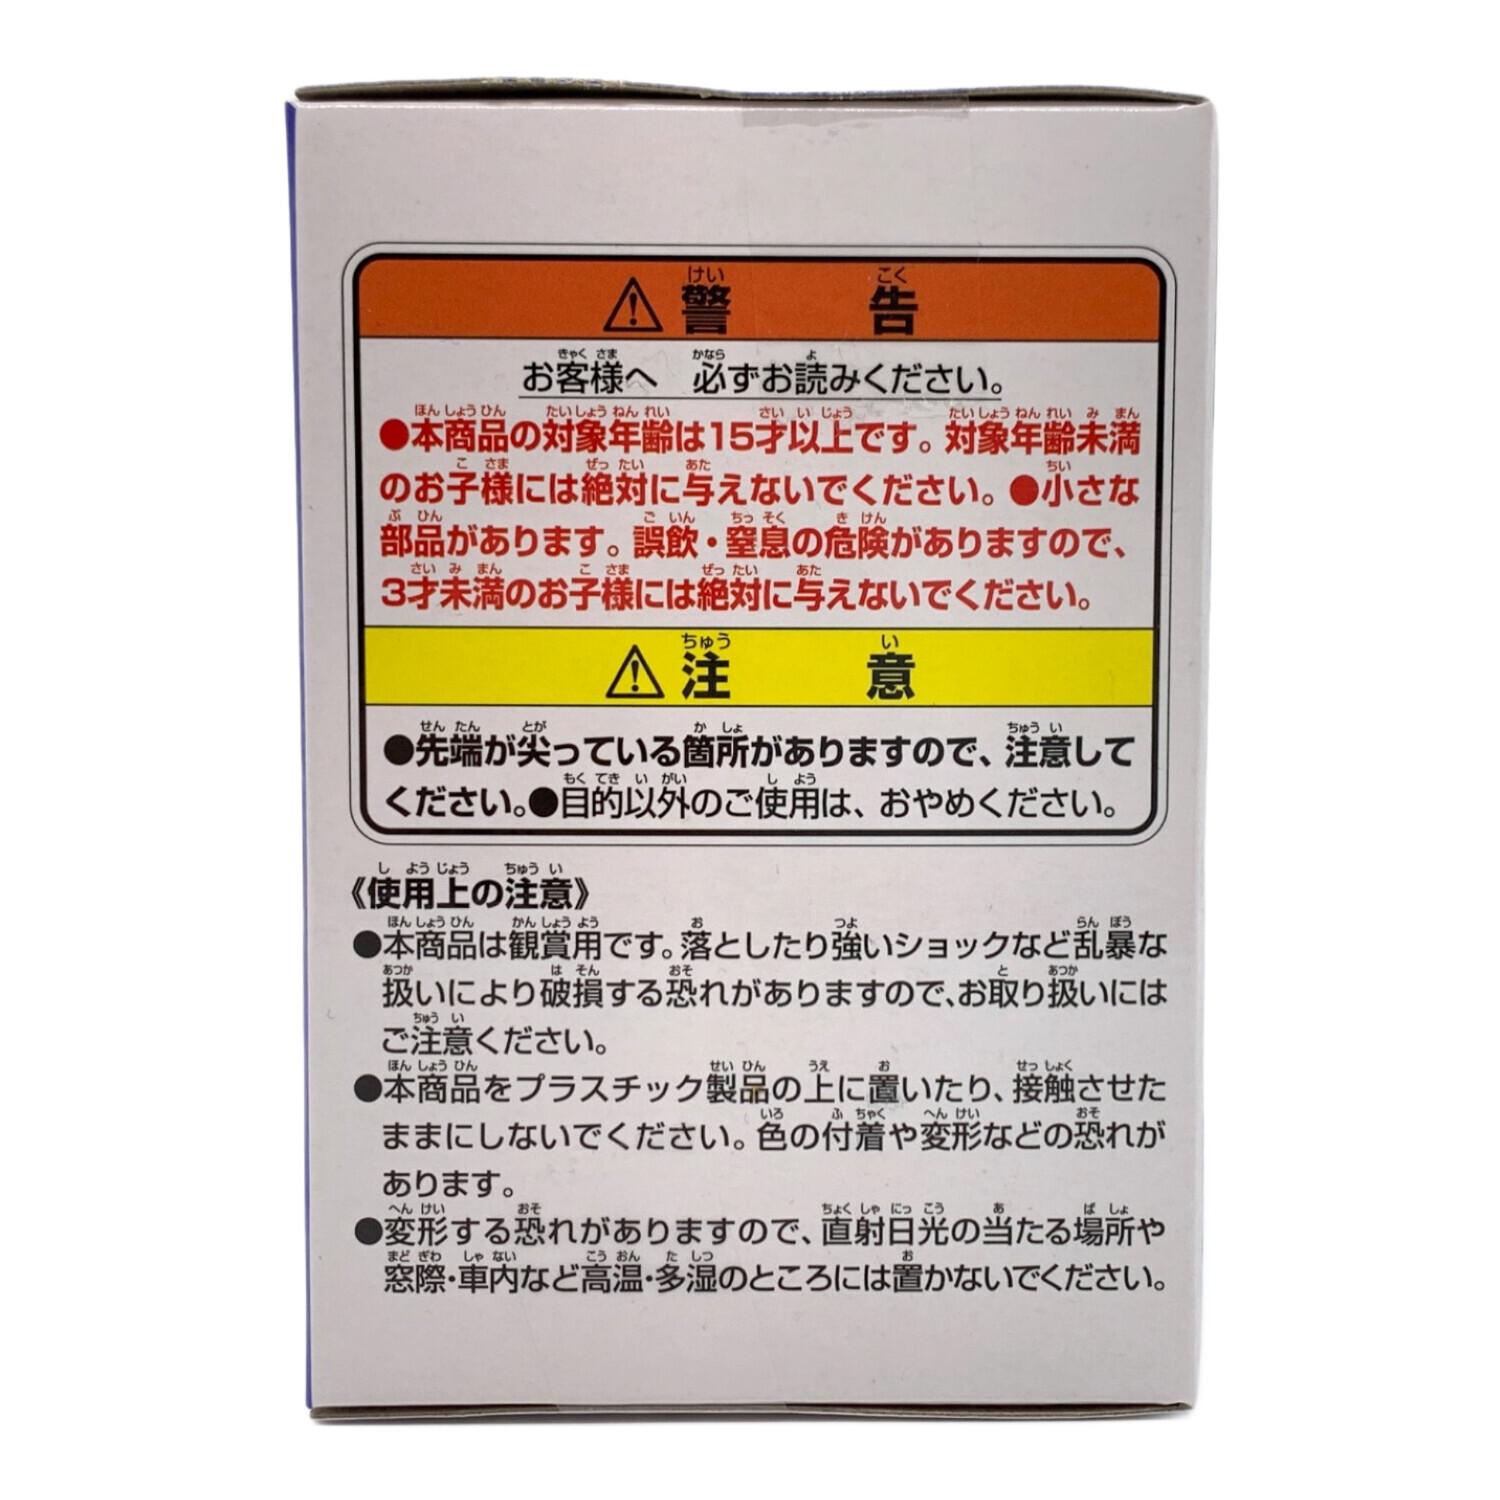 ⚠警告
お客様へ 必ずお読みください。
●本商品の対象年齢は15才以上です。対象年齢未満
のお子様には絶対に与えないでください。●小さな
部品があります。誤飲・窒息の危険がありますので、
3才未満のお子様には絶対に与えないでください。
⚠注意
●先端が尖っている箇所がありますので、注意して
ください。●目的以外のご使用は、おやめください。
《使用上の注意》
●本商品は観賞用です。落としたり強いショックなど乱暴な
扱いにより破損する恐れがありますので、お取り扱いには
ご注意ください。
●本商品をプラスチック製品の上に置いたり、接触させた
ままにしないでください。色の付着や変形などの恐れが
あります。
●変形する恐れがありますので、直射日光の当たる場所や
窓際・車内など高温・多湿のところには置かないでください。